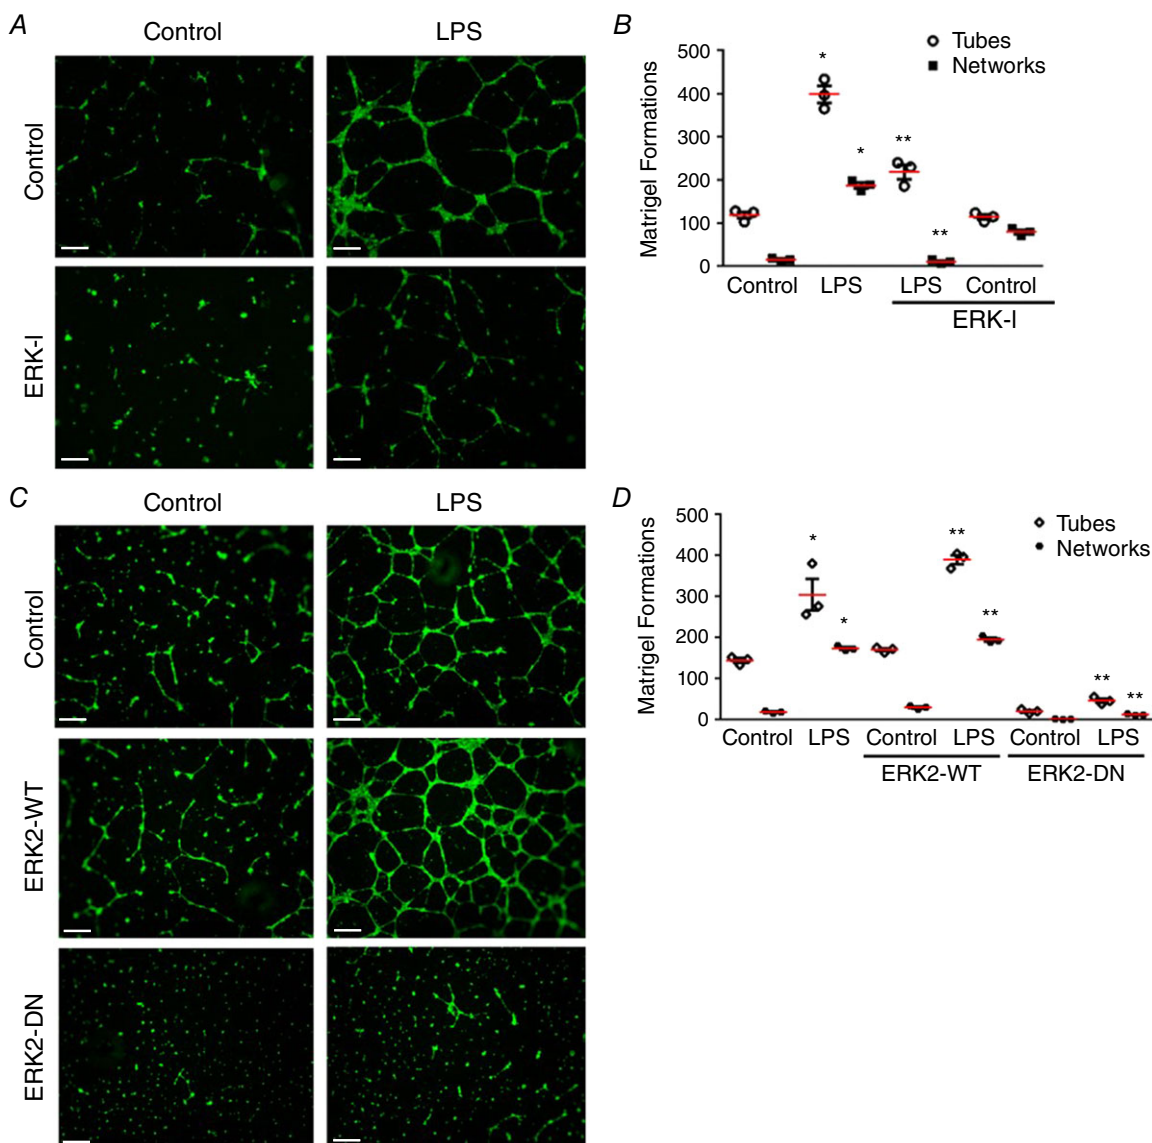 A
Control
LPS
Control
ERK-I
B
Tubes
Networks
Matrigel Formations
500
400
300
200
100
0
*
*
**
**
Control
LPS
LPS
Control
ERK-I
C
Control
LPS
Control
ERK2-WT
ERK2-DN
D
Tubes
Networks
Matrigel Formations
500
400
300
200
100
0
*
*
**
**
**
**
Control
LPS
Control
LPS
Control
LPS
ERK2-WT
ERK2-DN